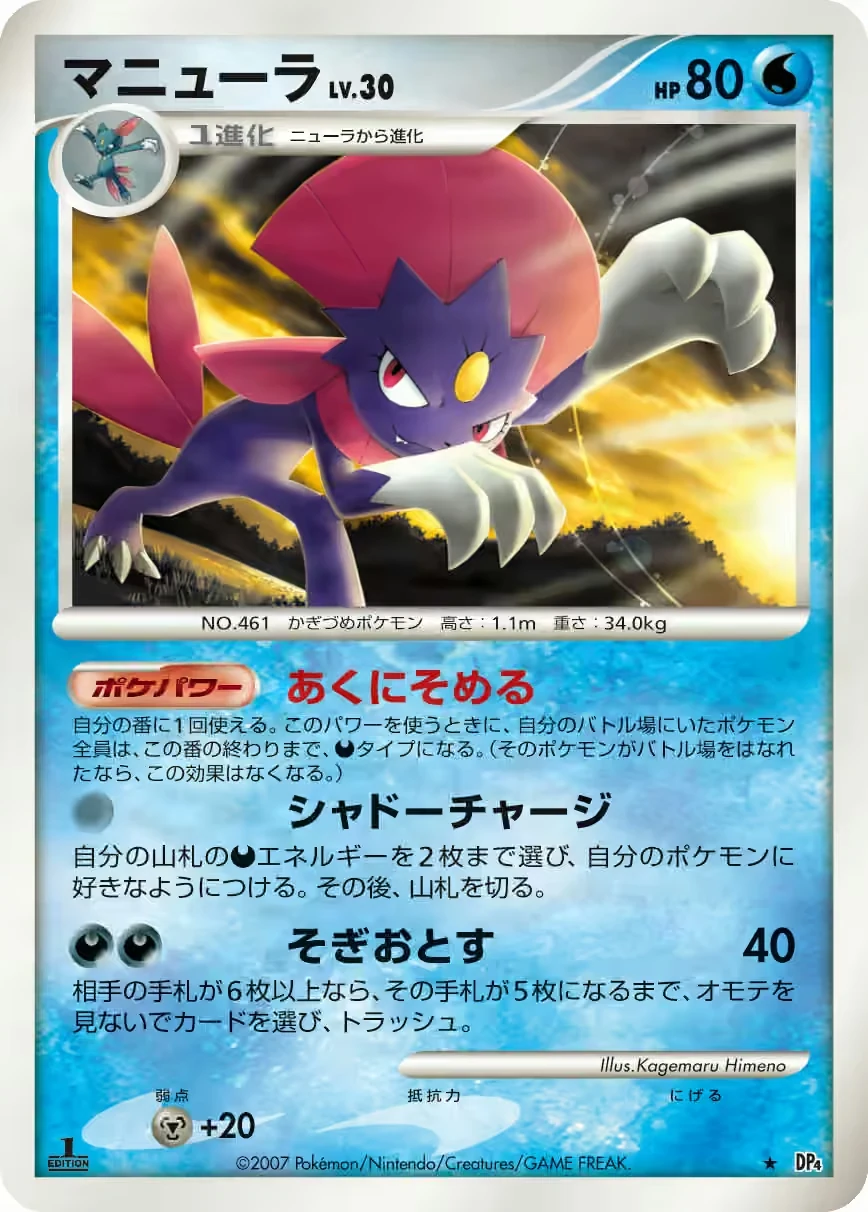 マニューラ LV.30 HP 80
1進化 ニューラから進化
NO.461 かぎづめポケモン 高さ：1.1m 重さ：34.0kg
ポケパワー あくにそめる
自分の番に1回使える。このパワーを使うときに、自分のバトル場にいたポケモン
全員は、この番の終わりまで、タイプになる。（そのポケモンがバトル場をはなれ
たなら、この効果はなくなる。）
シャドーチャージ
自分の山札のエネルギーを2枚まで選び、自分のポケモンに
好きなようにつける。その後、山札を切る。
そぎおとす 40
相手の手札が6枚以上なら、その手札が5枚になるまで、オモテを
見ないでカードを選び、トラッシュ。
Illus.Kagemaru Himeno
弱点 抵抗力 にげる
+20
1 EDITION ©2007 Pokémon/Nintendo/Creatures/GAME FREAK. ★ DP4